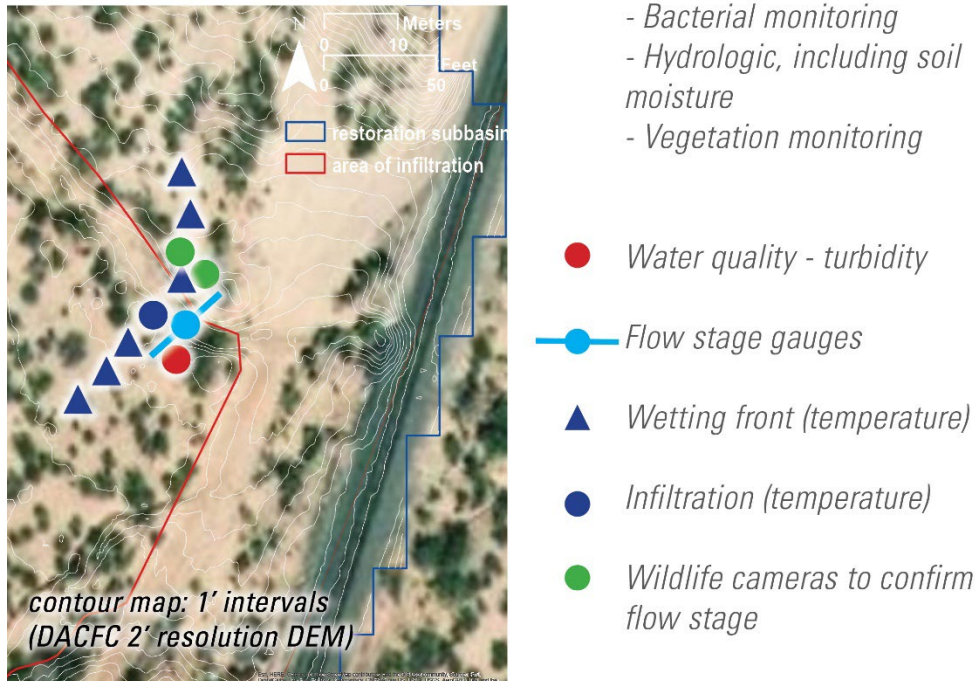 N
Meters
0 10
Feet
0 50
restoration subbasin
area of infiltration
contour map: 1' intervals
(DACFC 2' resolution DEM)
- Bacterial monitoring
- Hydrologic, including soil
moisture
- Vegetation monitoring
Water quality - turbidity
Flow stage gauges
Wetting front (temperature)
Infiltration (temperature)
Wildlife cameras to confirm
flow stage